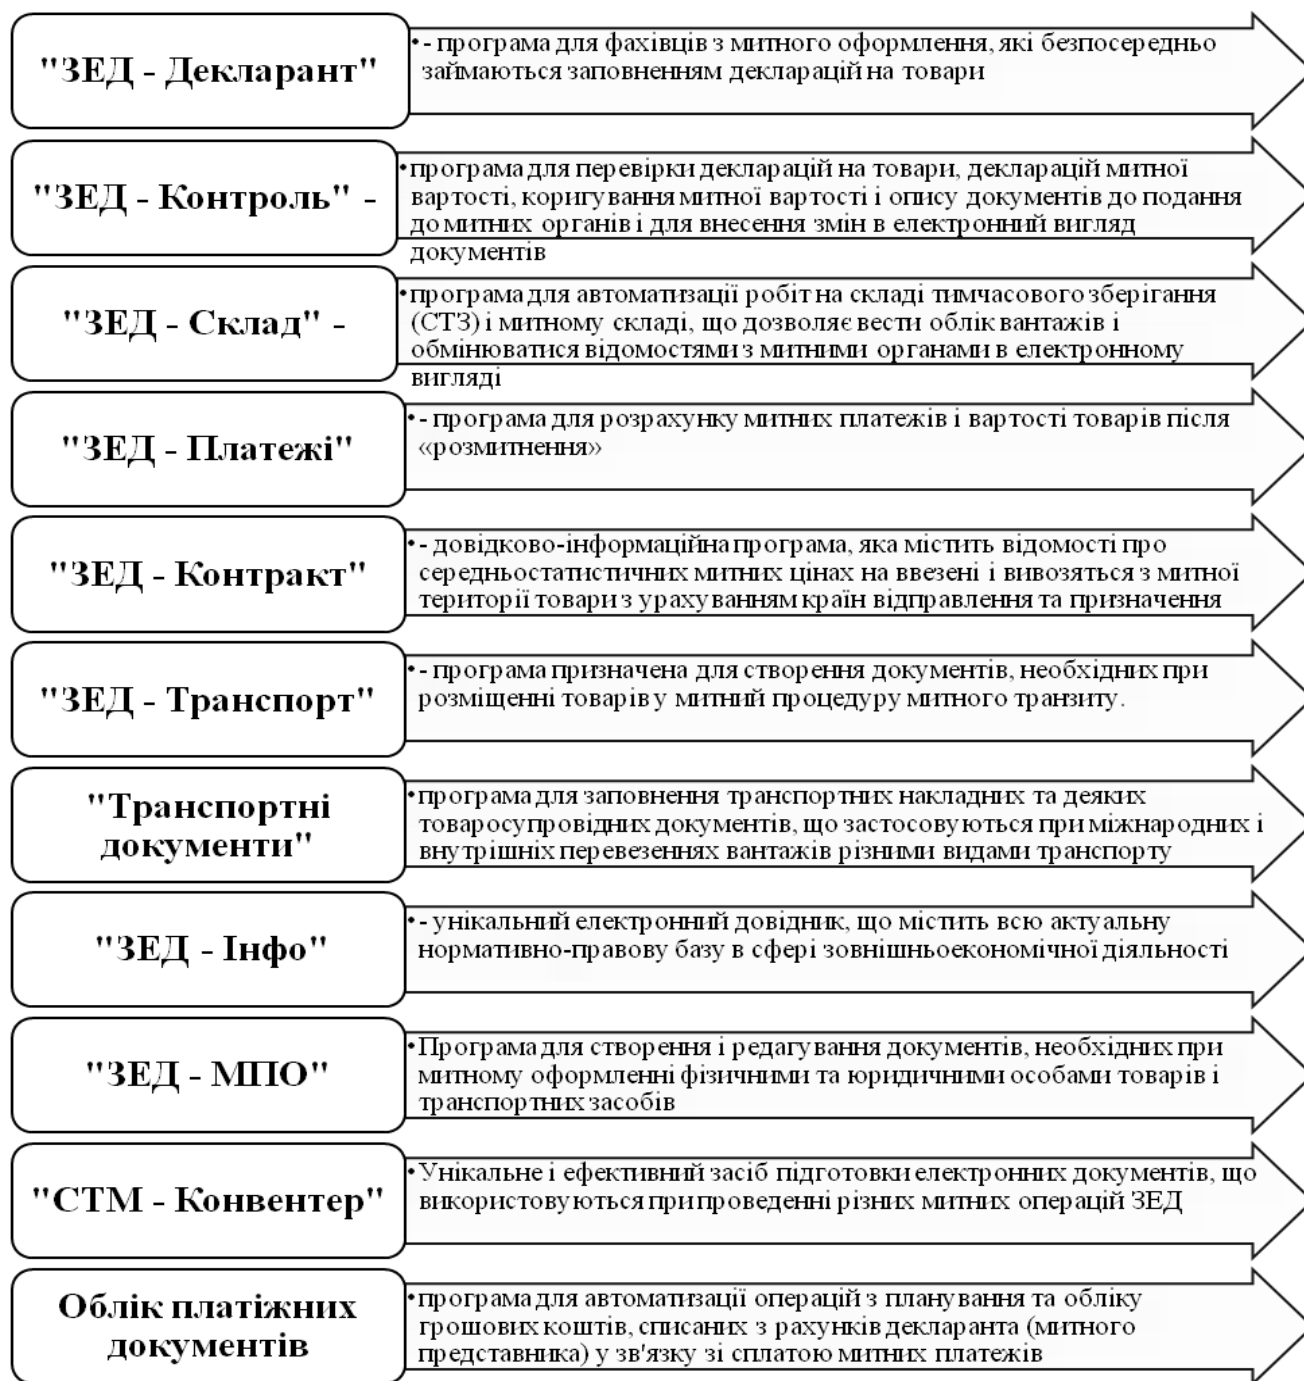 "ЗЕД - Декларант"
• - програма для фахівців з митного оформлення, які безпосередньо
займаються заповненням декларацій на товари
"ЗЕД - Контроль" -
• програма для перевірки декларацій на товари, декларацій митної
вартості, коригування митної вартості і опису документів до подання
до митних органів і для внесення змін в електронний вигляд
документів
"ЗЕД - Склад" -
• програма для автоматизації робіт на складі тимчасового зберігання
(СТЗ) і митному складі, що дозволяє вести облік вантажів і
обмінюватися відомостями з митними органами в електронному
вигляді
"ЗЕД - Платежі"
• - програма для розрахунку митних платежів і вартості товарів після
«розмитнення»
"ЗЕД - Контракт"
• - довідково-інформаційна програма, яка містить відомості про
середньостатистичних митних цінах на ввезені і вивозяться з митної
території товари з урахуванням країн відправлення та призначення
"ЗЕД - Транспорт"
• - програма призначена для створення документів, необхідних при
розміщенні товарів у митний процедуру митного транзиту.
"Транспортні
документи"
• програма для заповнення транспортних накладних та деяких
товаросупровідних документів, що застосовуються при міжнародних і
внутрішніх перевезеннях вантажів різними видами транспорту
"ЗЕД - Інфо"
• - унікальний електронний довідник, що містить всю актуальну
нормативно-правову базу в сфері зовнішньоекономічної діяльності
"ЗЕД - МПО"
• Програма для створення і редагування документів, необхідних при
митному оформленні фізичними та юридичними особами товарів і
транспортних засобів
"СТМ - Конвентер"
• Унікальне і ефективний засіб підготовки електронних документів, що
використовуються при проведенні різних митних операцій ЗЕД
Облік платіжних
документів
• програма для автоматизації операцій з планування та обліку
грошових коштів, списаних з рахунків декларанта (митного
представника) у зв'язку зі сплатою митних платежів